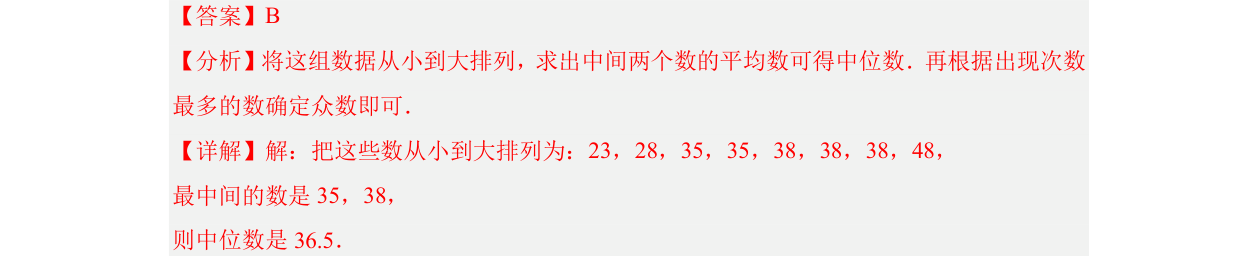 【答案】B
【分析】将这组数据从小到大排列，求出中间两个数的平均数可得中位数．再根据出现次数
最多的数确定众数即可．
【详解】解：把这些数从小到大排列为：23，28，35，35，38，38，38，48，
最中间的数是 35，38，
则中位数是 36.5．